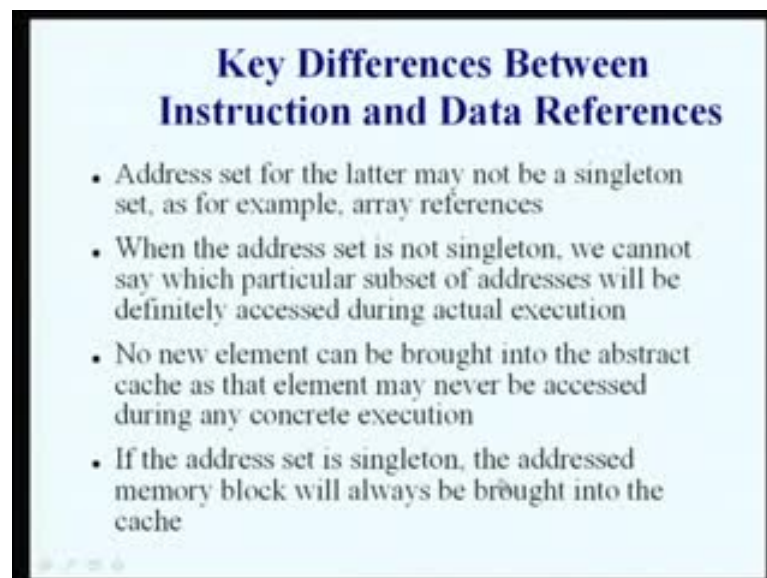 Key Differences Between
Instruction and Data References
• Address set for the latter may not be a singleton
set, as for example, array references
• When the address set is not singleton, we cannot
say which particular subset of addresses will be
definitely accessed during actual execution
• No new element can be brought into the abstract
cache as that element may never be accessed
during any concrete execution
• If the address set is singleton, the addressed
memory block will always be brought into the
cache